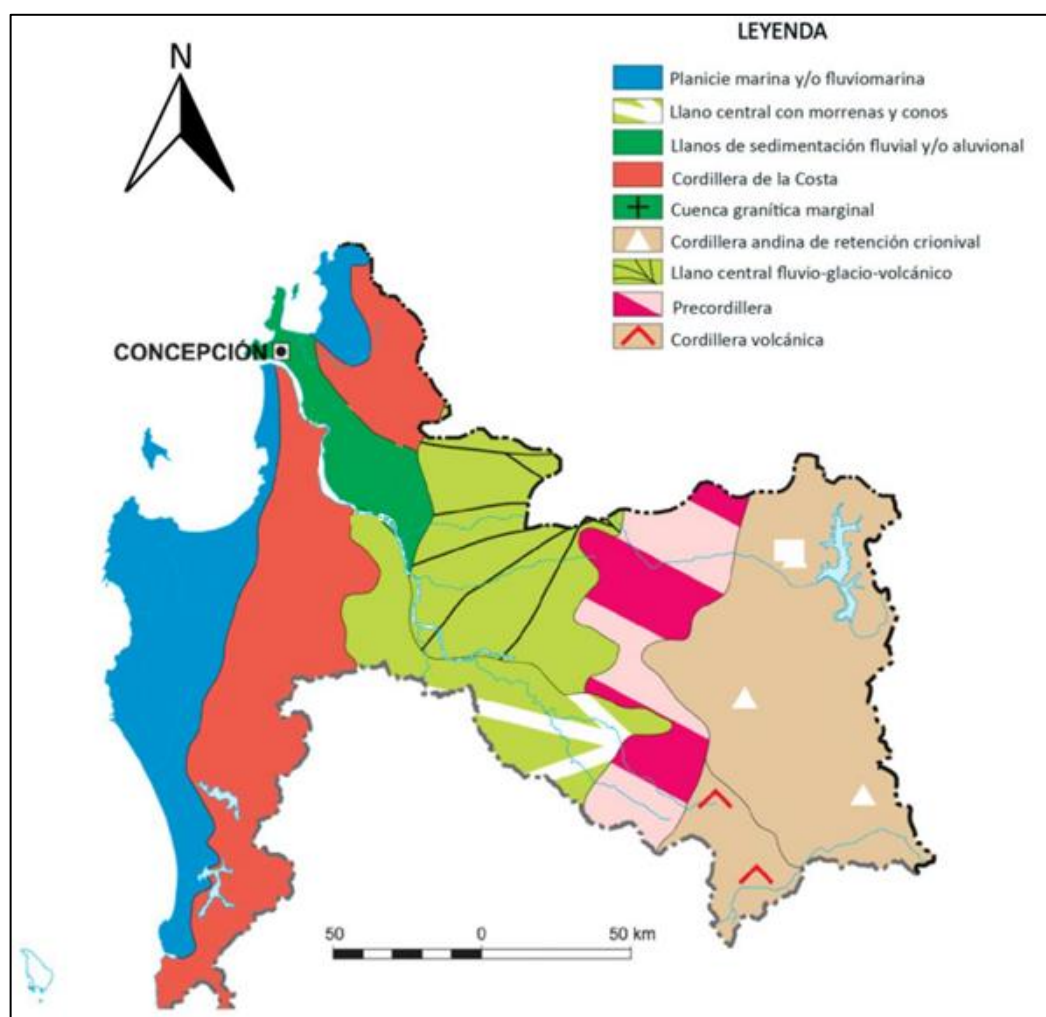 LEYENDA
N
Planicie marina y/o fluviomarina
Llano central con morrenas y conos
Llanos de sedimentación fluvial y/o aluvional
Cordillera de la Costa
Cuenca granítica marginal
Cordillera andina de retención crionival
Llano central fluvio-glacio-volcánico
Precordillera
Cordillera volcánica
CONCEPCIÓN
50 0 50 km